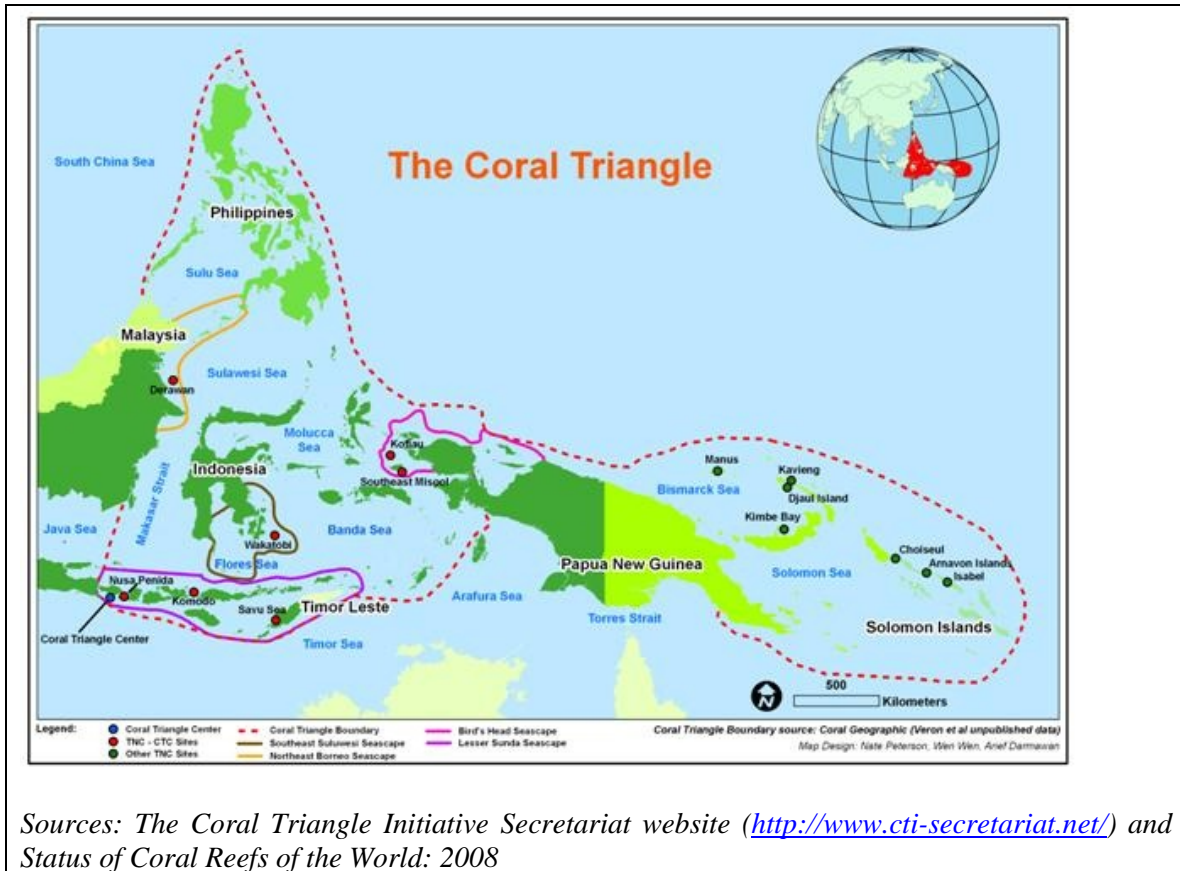 The Coral Triangle
South China Sea
Philippines
Sulu Sea
Malaysia
Derawan
Sulawesi Sea
Molucca
Sea
Kofiau
Southeast Misool
Indonesia
Makasar Strait
Java Sea
Banda Sea
Wakatobi
Flores Sea
Nusa Penida
Komodo
Savu Sea
Timor Leste
Coral Triangle Center
Timor Sea
Arafura Sea
Manus
Kavieng
Bismarck Sea
Djaul Island
Kimbe Bay
Papua New Guinea
Choiseul
Arnavon Islands
Isabel
Solomon Sea
Torres Strait
Solomon Islands
N
500
Kilometers
Legend:
Coral Triangle Center
TNC - CTC Sites
Other TNC Sites
Coral Triangle Boundary
Southeast Suluwesi Seascape
Northeast Borneo Seascape
Bird's Head Seascape
Lesser Sunda Seascape
Coral Triangle Boundary source: Coral Geographic (Veron et al unpublished data)
Map Design: Nate Peterson, Wen Wen, Arief Darmawan
Sources: The Coral Triangle Initiative Secretariat website (http://www.cti-secretariat.net/) and
Status of Coral Reefs of the World: 2008